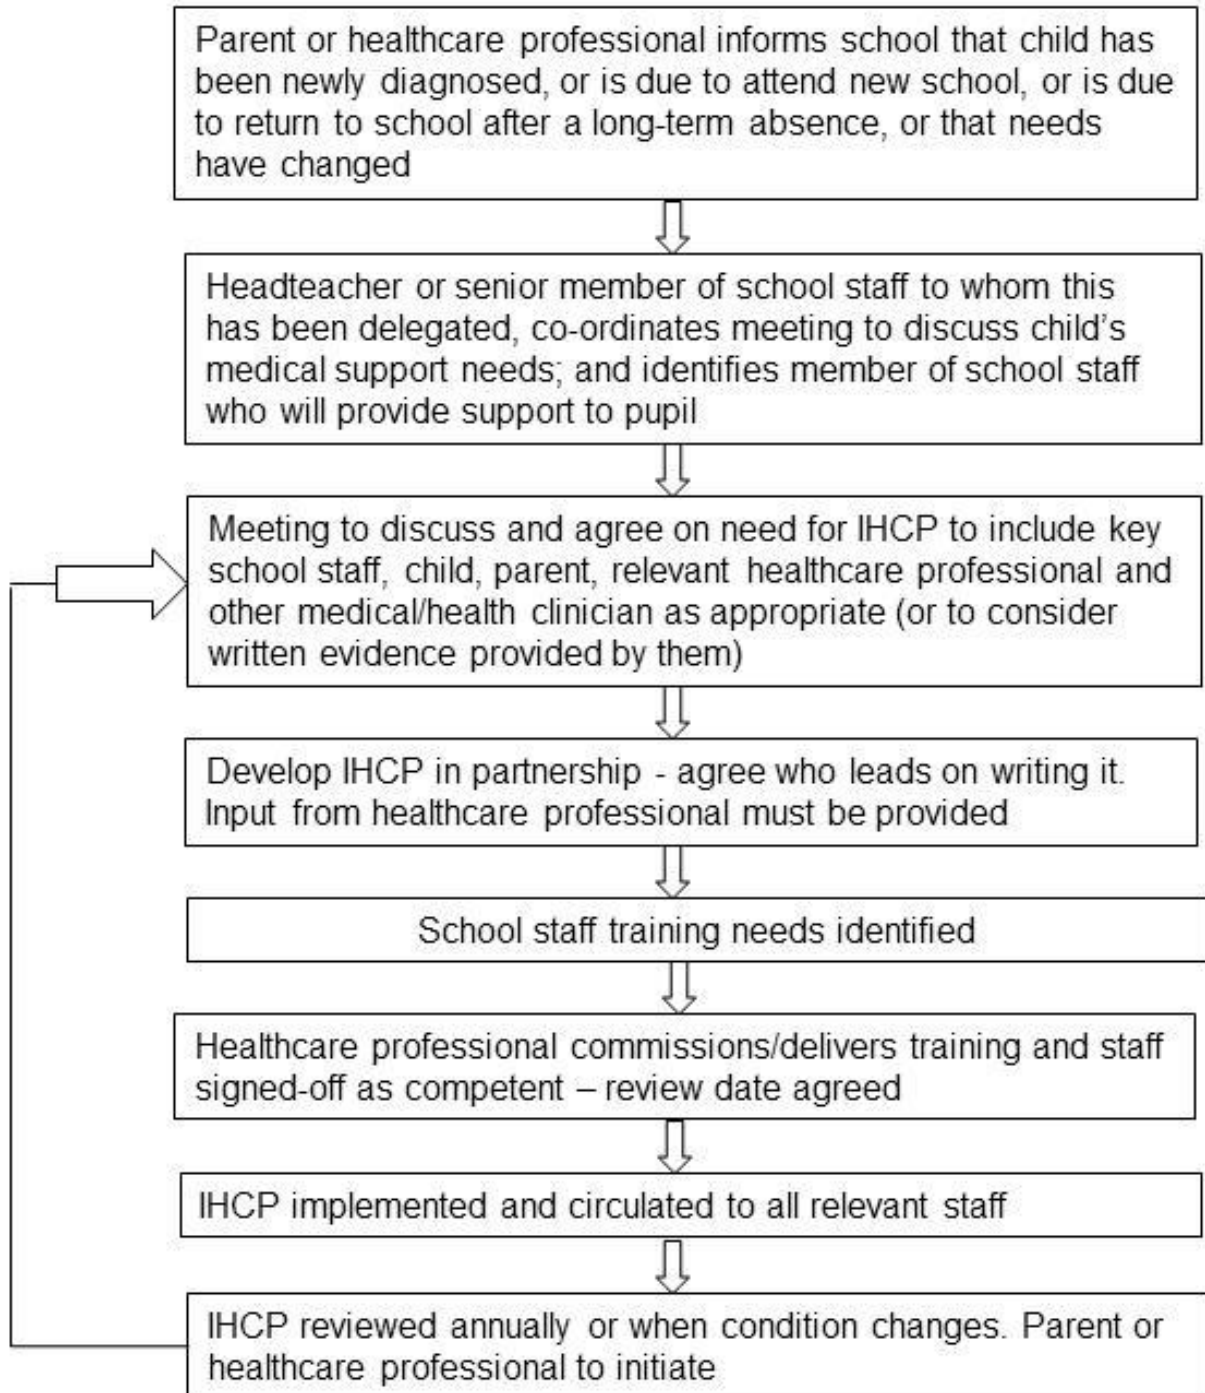 Parent or healthcare professional informs school that child has
been newly diagnosed, or is due to attend new school, or is due
to return to school after a long-term absence, or that needs
have changed
Headteacher or senior member of school staff to whom this
has been delegated, co-ordinates meeting to discuss child's
medical support needs; and identifies member of school staff
who will provide support to pupil
Meeting to discuss and agree on need for IHCP to include key
school staff, child, parent, relevant healthcare professional and
other medical/health clinician as appropriate (or to consider
written evidence provided by them)
Develop IHCP in partnership - agree who leads on writing it.
Input from healthcare professional must be provided
School staff training needs identified
Healthcare professional commissions/delivers training and staff
signed-off as competent – review date agreed
IHCP implemented and circulated to all relevant staff
IHCP reviewed annually or when condition changes. Parent or
healthcare professional to initiate